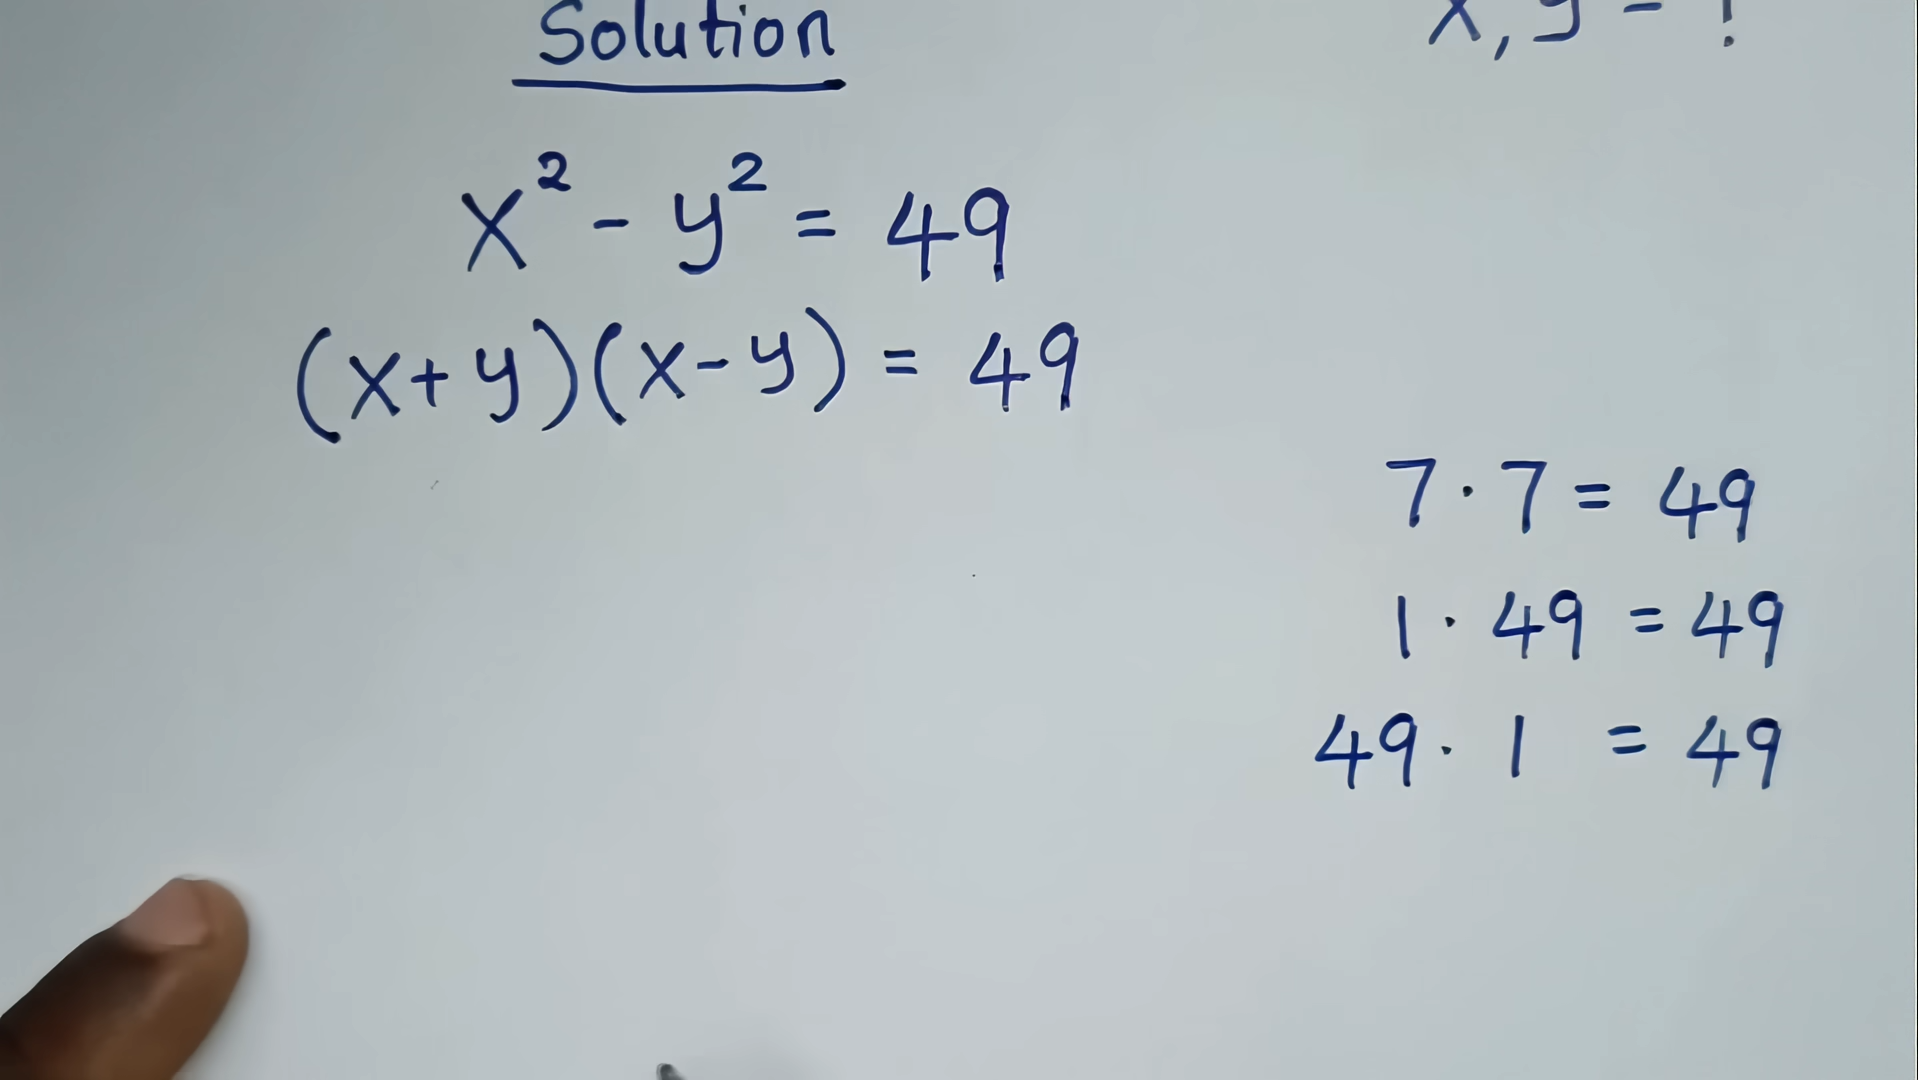 Solution
x, y = ?
x² - y² = 49
(x+y)(x-y) = 49
7 · 7 = 49
1 · 49 = 49
49 · 1 = 49